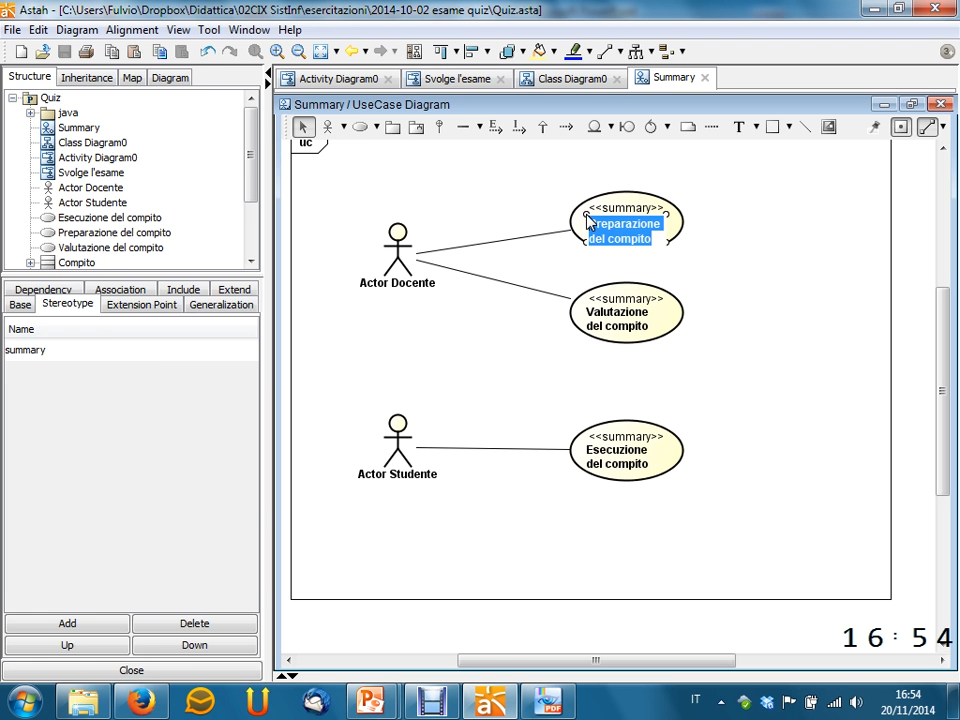 Astah - [C:\Users\Fulvio\Dropbox\Didattica\02CIX SistInf\esercitazioni\2014-10-02 esame quiz\Quiz.asta]
File Edit Diagram Alignment View Tool Window Help
3
Structure Inheritance Map Diagram
Activity Diagram0 Svolge l'esame Class Diagram0 Summary
Quiz
java
Summary
Class Diagram0
Activity Diagram0
Svolge l'esame
Actor Docente
Actor Studente
Esecuzione del compito
Preparazione del compito
Valutazione del compito
Compito
Dependency Association Include Extend
Base Stereotype Extension Point Generalization
Name
summary
Add Delete
Up Down
Close
Summary / UseCase Diagram
T
uc
<<summary>>
Preparazione
del compito
Actor Docente
<<summary>>
Valutazione
del compito
<<summary>>
Esecuzione
del compito
Actor Studente
16:54
IT
16:54
20/11/2014